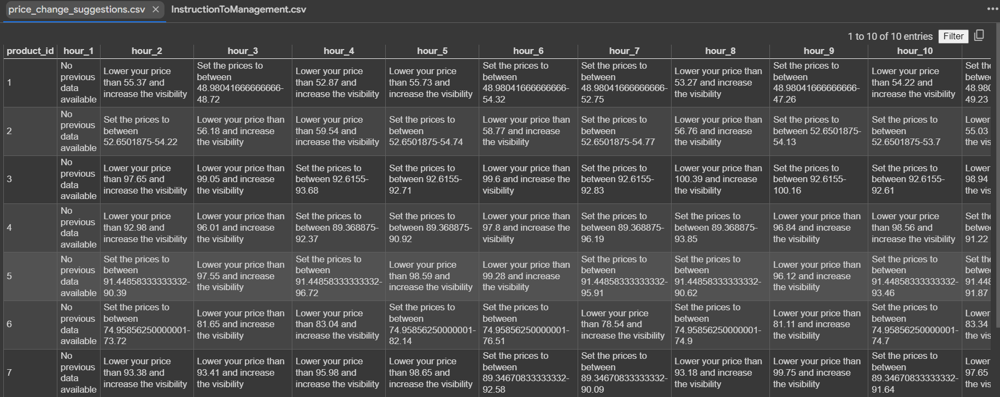 price_change_suggestions.csv × InstructionToManagement.csv •••
1 to 10 of 10 entries Filter
product_id hour_1 hour_2 hour_3 hour_4 hour_5 hour_6 hour_7 hour_8 hour_9 hour_10
1
No
previous
data
available
Lower your price
than 55.37 and
increase the visibility
Set the prices to
between
48.98041666666666-
48.72
Lower your price
than 52.87 and
increase the visibility
Lower your price
than 55.73 and
increase the visibility
Set the prices to
between
48.98041666666666-
54.32
Set the prices to
between
48.98041666666666-
52.75
Lower your price than
53.27 and increase
the visibility
Set the prices to
between
48.98041666666666-
47.26
Lower your price
than 54.22 and
increase the visibility
Set the
betwee
48.980
49.23
2
No
previous
data
available
Set the prices to
between
52.6501875-54.22
Lower your price than
56.18 and increase
the visibility
Lower your price
than 59.54 and
increase the visibility
Set the prices to
between
52.6501875-54.74
Lower your price than
58.77 and increase
the visibility
Set the prices to
between
52.6501875-54.77
Lower your price than
56.76 and increase
the visibility
Set the prices to
between 52.6501875-
54.13
Set the prices to
between
52.6501875-53.7
Lower
55.03
the vis
3
No
previous
data
available
Lower your price
than 97.65 and
increase the visibility
Lower your price than
99.05 and increase
the visibility
Set the prices to
between 92.6155-
93.68
Set the prices to
between 92.6155-
92.71
Lower your price than
99.6 and increase the
visibility
Set the prices to
between 92.6155-
92.83
Lower your price than
100.39 and increase
the visibility
Set the prices to
between 92.6155-
100.16
Set the prices to
between 92.6155-
92.61
Lower
98.94
the vis
4
No
previous
data
available
Lower your price
than 92.98 and
increase the visibility
Lower your price than
96.01 and increase
the visibility
Set the prices to
between 89.368875-
92.37
Set the prices to
between 89.368875-
90.92
Lower your price than
97.8 and increase the
visibility
Set the prices to
between 89.368875-
96.19
Set the prices to
between 89.368875-
93.85
Lower your price than
96.84 and increase
the visibility
Lower your price
than 98.56 and
increase the visibility
Set the
betwee
91.22
5
No
previous
data
available
Set the prices to
between
91.44858333333332-
90.39
Lower your price than
97.55 and increase
the visibility
Set the prices to
between
91.44858333333332-
96.72
Lower your price
than 98.59 and
increase the visibility
Lower your price than
99.28 and increase
the visibility
Set the prices to
between
91.44858333333332-
95.91
Set the prices to
between
91.44858333333332-
90.62
Lower your price than
96.12 and increase
the visibility
Set the prices to
between
91.44858333333332-
93.46
Set the
betwee
91.448
91.87
6
No
previous
data
available
Set the prices to
between
74.95856250000001-
73.72
Lower your price than
81.65 and increase
the visibility
Lower your price
than 83.04 and
increase the visibility
Set the prices to
between
74.95856250000001-
82.14
Set the prices to
between
74.95856250000001-
76.51
Lower your price
than 78.54 and
increase the visibility
Set the prices to
between
74.95856250000001-
74.9
Lower your price than
81.11 and increase
the visibility
Set the prices to
between
74.95856250000001-
74.7
Lower
83.34
the vis
7
No
previous
data
available
Lower your price
than 93.38 and
increase the visibility
Lower your price than
93.41 and increase
the visibility
Lower your price
than 95.98 and
increase the visibility
Lower your price
than 98.65 and
increase the visibility
Set the prices to
between
89.34670833333332-
92.58
Set the prices to
between
89.34670833333332-
90.09
Lower your price than
93.18 and increase
the visibility
Lower your price than
99.75 and increase
the visibility
Set the prices to
between
89.34670833333332-
91.64
Lower
97.65
the vis